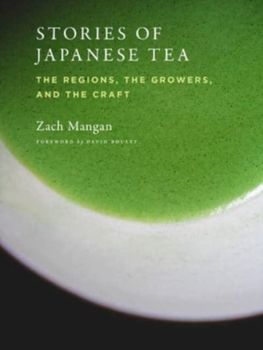 STORIES OF
JAPANESE TEA
THE REGIONS, THE GROWERS,
AND THE CRAFT
Zach Mangan
FOREWORD by DAVID BOULEY